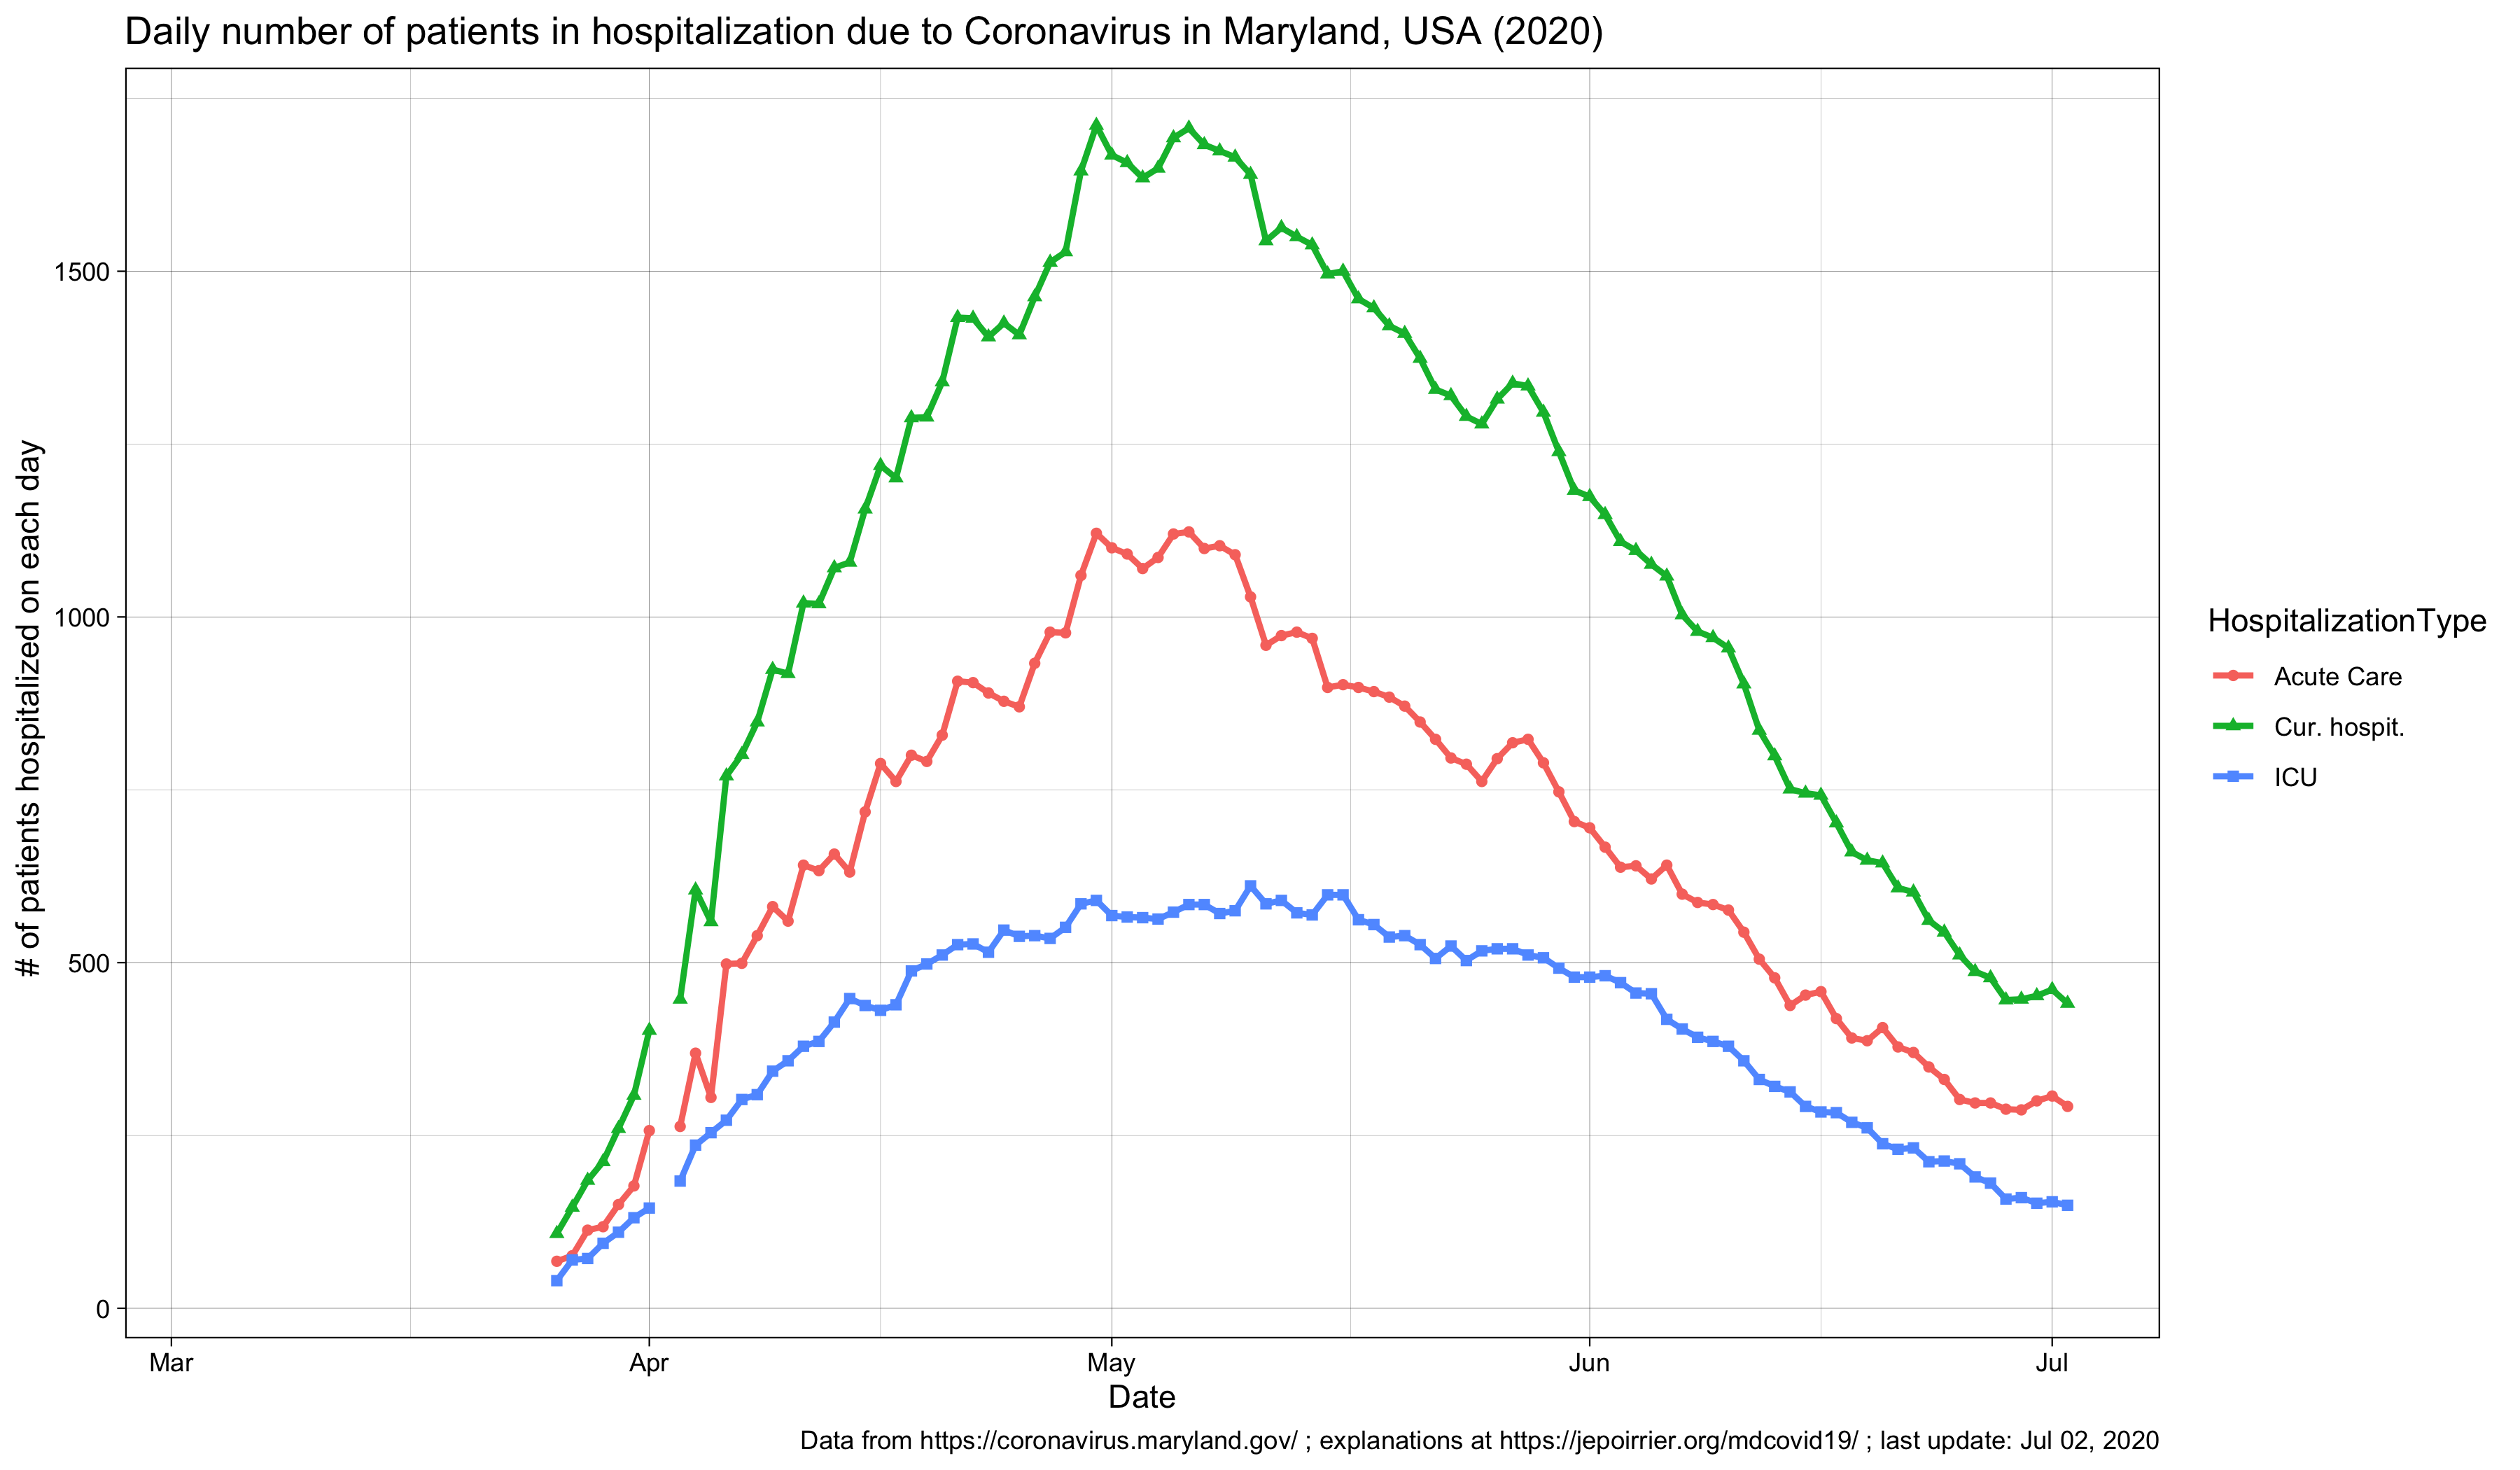 Daily number of patients in hospitalization due to Coronavirus in Maryland, USA (2020)
# of patients hospitalized on each day
1500
1000
500
0
Mar
Apr
May
Jun
Jul
Date
HospitalizationType
Acute Care
Cur. hospit.
ICU
Data from https://coronavirus.maryland.gov/ ; explanations at https://jepoirrier.org/mdcovid19/ ; last update: Jul 02, 2020